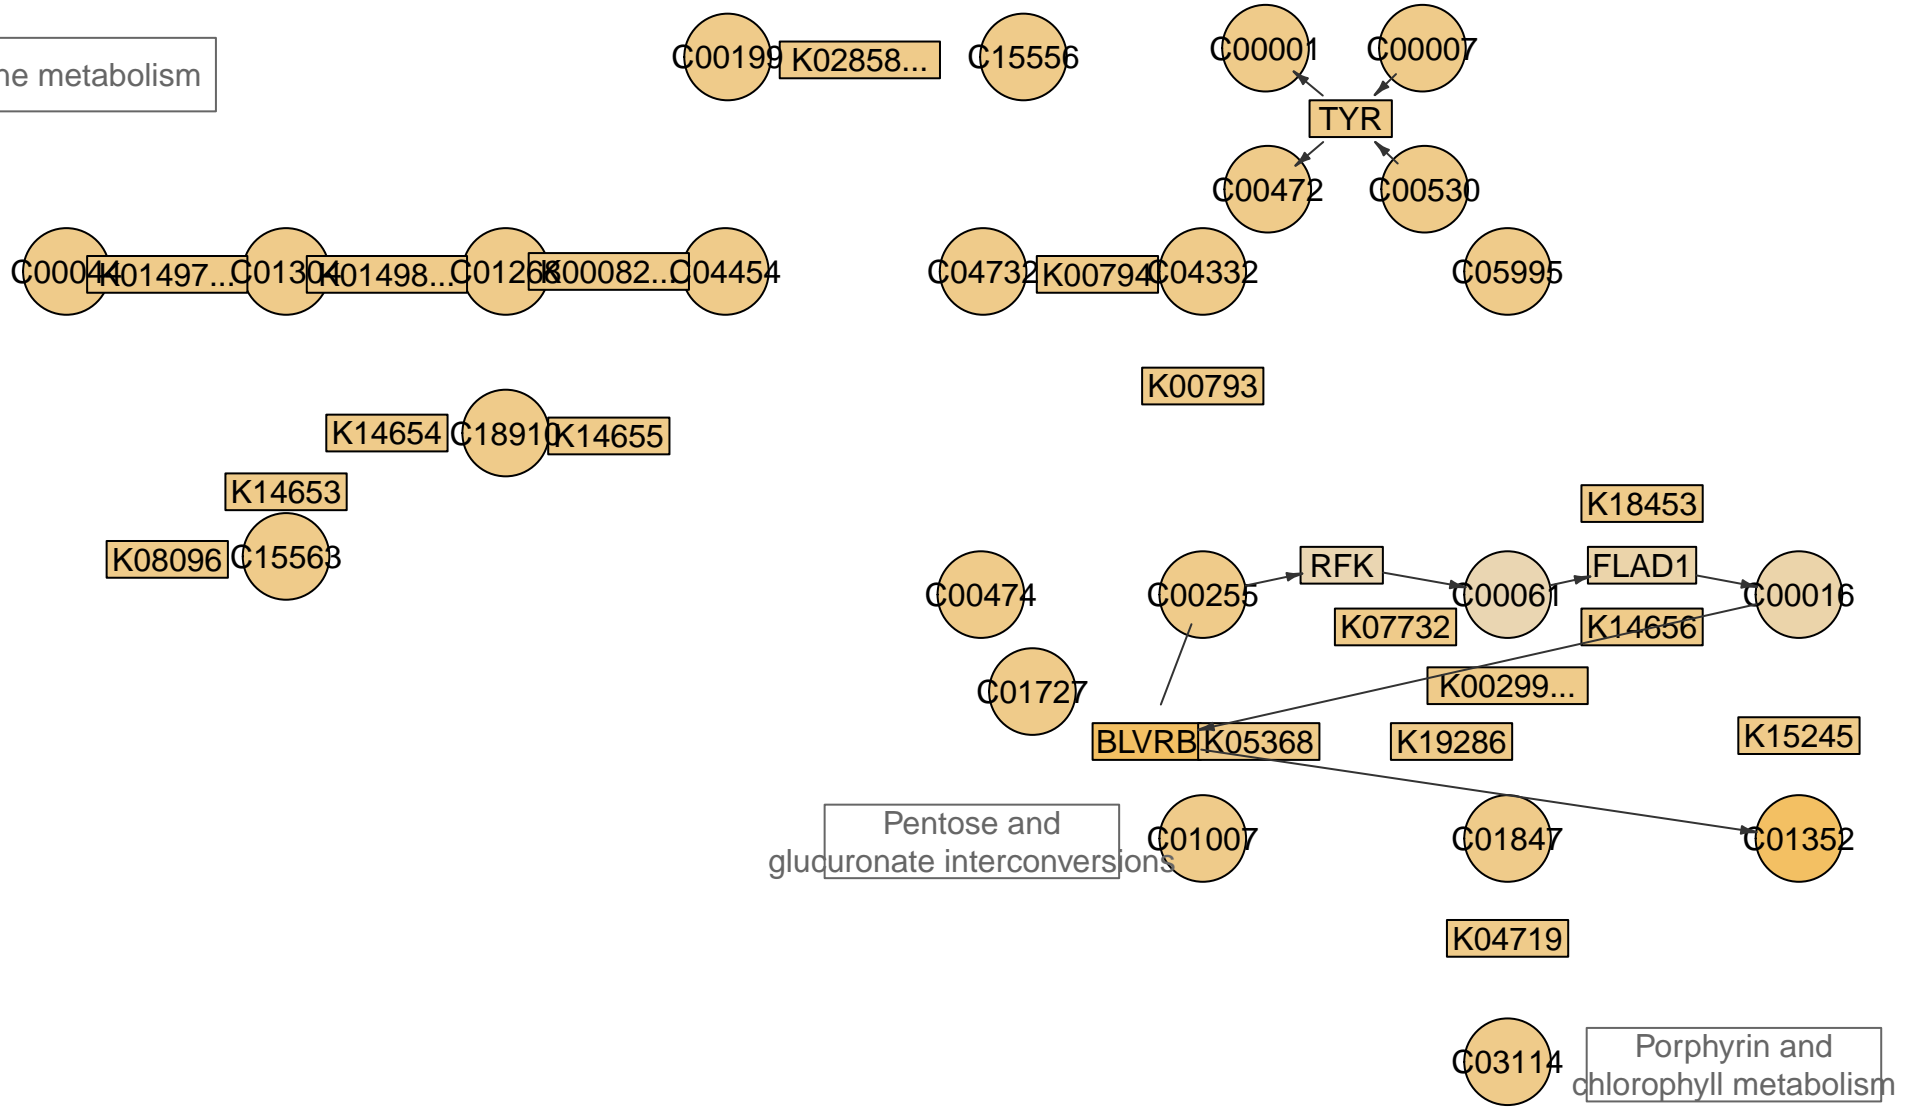 ne metabolism
C00199
K02858...
C15556
C00001
C00007
TYR
C00472
C00530
C00044
K01497...
C01304
K01498...
C01268
K00082...
C04454
C04732
K00794
C04332
C05995
K00793
K14654
C18910
K14655
K14653
K08096
C15563
K18453
C00474
C00255
RFK
C00061
FLAD1
C00016
K07732
K14656
C01727
K00299...
BLVRB
K05368
K19286
K15245
Pentose and
glucuronate interconversions
C01007
C01847
C01352
K04719
C03114
Porphyrin and
chlorophyll metabolism